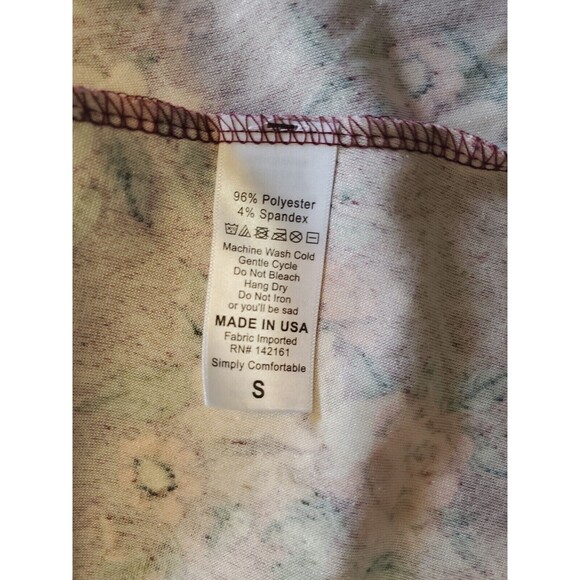 96% Polyester
4% Spandex
Machine Wash Cold
Gentle Cycle
Do Not Bleach
Hang Dry
Do Not Iron
or you'll be sad
MADE IN USA
Fabric Imported
RN# 142161
Simply Comfortable
S